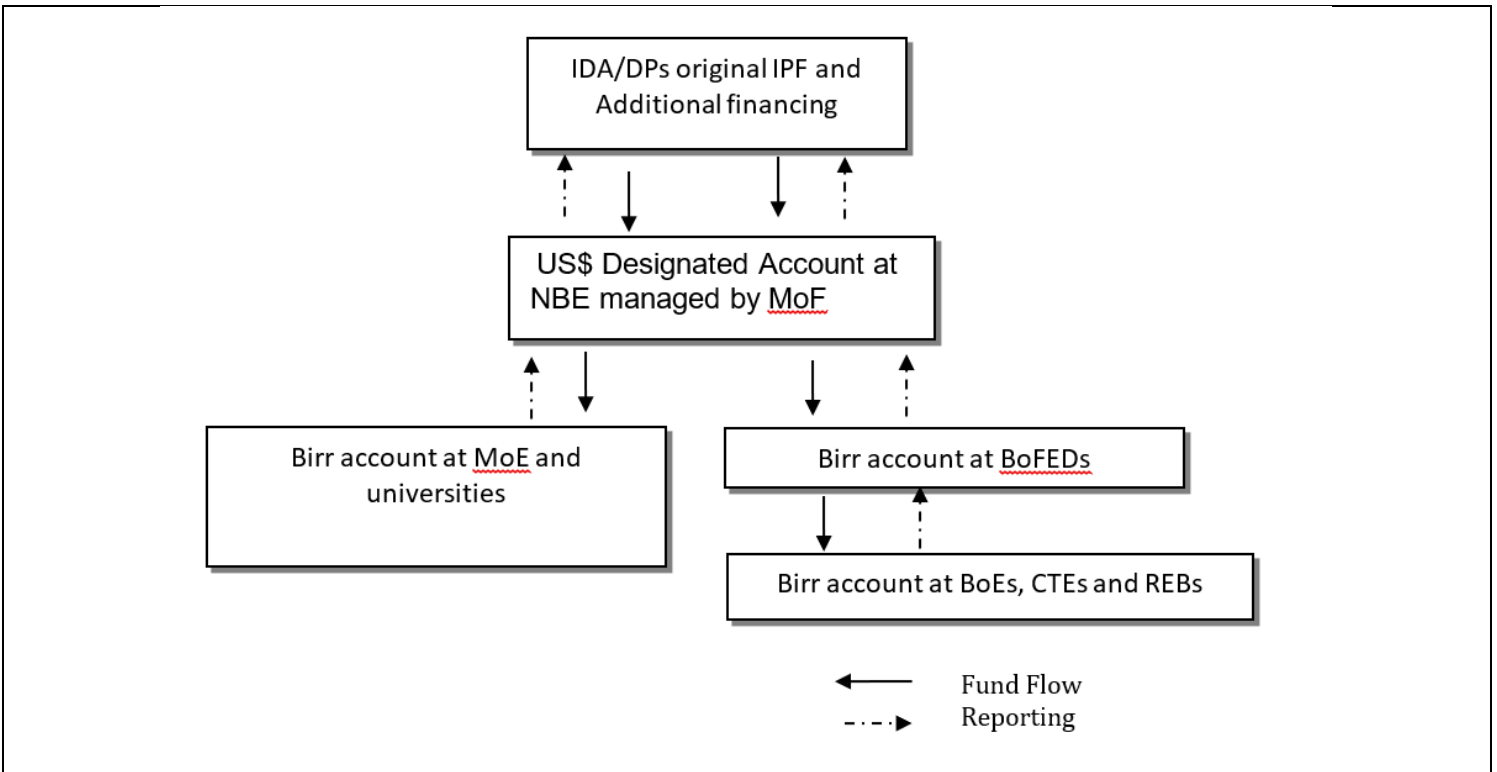 IDA/DPs original IPF and
Additional financing
US$ Designated Account at
NBE managed by MoF
Birr account at MoE and
universities
Birr account at BoFEDs
Birr account at BoEs, CTEs and REBs
Fund Flow
Reporting